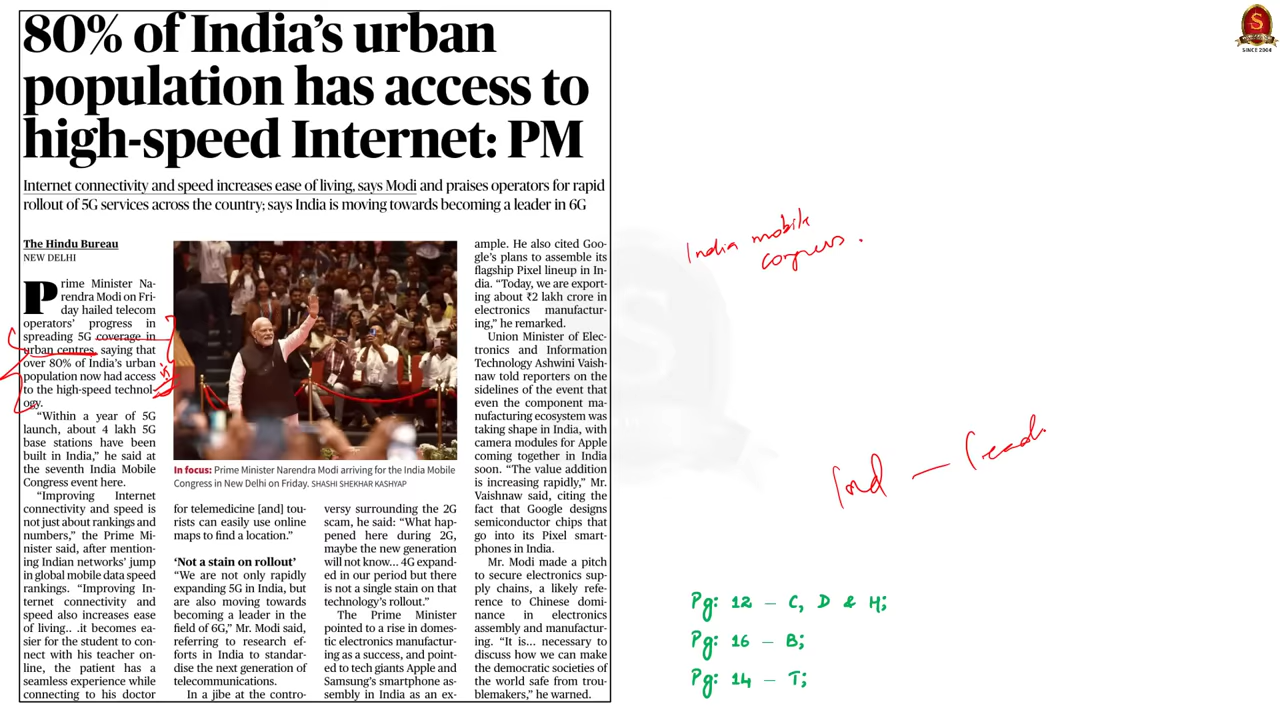 80% of India's urban
population has access to
high-speed Internet: PM
Internet connectivity and speed increases ease of living, says Modi and praises operators for rapid
rollout of 5G services across the country; says India is moving towards becoming a leader in 6G
The Hindu Bureau
NEW DELHI
Prime Minister Na-
rendra Modi on Fri-
day hailed telecom
operators' progress in
spreading 5G coverage in
urban centres, saying that
over 80% of India's urban
population now had access
to the high-speed technol-
ogy.
"Within a year of 5G
launch, about 4 lakh 5G
base stations have been
built in India," he said at
the seventh India Mobile
Congress event here.
"Improving Internet
connectivity and speed is
not just about rankings and
numbers," the Prime Mi-
nister said, after mention-
ing Indian networks' jump
in global mobile data speed
rankings. "Improving In-
ternet connectivity and
speed also increases ease
of living.. .it becomes ea-
sier for the student to con-
nect with his teacher on-
line, the patient has a
seamless experience while
connecting to his doctor
In focus: Prime Minister Narendra Modi arriving for the India Mobile
Congress in New Delhi on Friday. SHASHI SHEKHAR KASHYAP
for telemedicine [and] tou-
rists can easily use online
maps to find a location."
'Not a stain on rollout'
"We are not only rapidly
expanding 5G in India, but
are also moving towards
becoming a leader in the
field of 6G," Mr. Modi said,
referring to research ef-
forts in India to standar-
dise the next generation of
telecommunications.
In a jibe at the contro-
versy surrounding the 2G
scam, he said: "What hap-
pened here during 2G,
maybe the new generation
will not know... 4G expand-
ed in our period but there
is not a single stain on that
technology's rollout."
The Prime Minister
pointed to a rise in domes-
tic electronics manufactur-
ing as a success, and point-
ed to tech giants Apple and
Samsung's smartphone as-
sembly in India as an ex-
ample. He also cited Goo-
gle's plans to assemble its
flagship Pixel lineup in In-
dia. "Today, we are export-
ing about ₹2 lakh crore in
electronics manufactur-
ing," he remarked.
Union Minister of Elec-
tronics and Information
Technology Ashwini Vaish-
naw told reporters on the
sidelines of the event that
even the component ma-
nufacturing ecosystem was
taking shape in India, with
camera modules for Apple
coming together in India
soon. "The value addition
is increasing rapidly," Mr.
Vaishnaw said, citing the
fact that Google designs
semiconductor chips that
go into its Pixel smart-
phones in India.
Mr. Modi made a pitch
to secure electronics sup-
ply chains, a likely refe-
rence to Chinese domi-
nance in electronics
assembly and manufactur-
ing. "It is... necessary to
discuss how we can make
the democratic societies of
the world safe from trou-
blemakers," he warned.
India mobile
congress.
Pg: 12 – C, D & H;
Pg: 16 – B;
Pg: 14 – T;
S
SINCE 2004